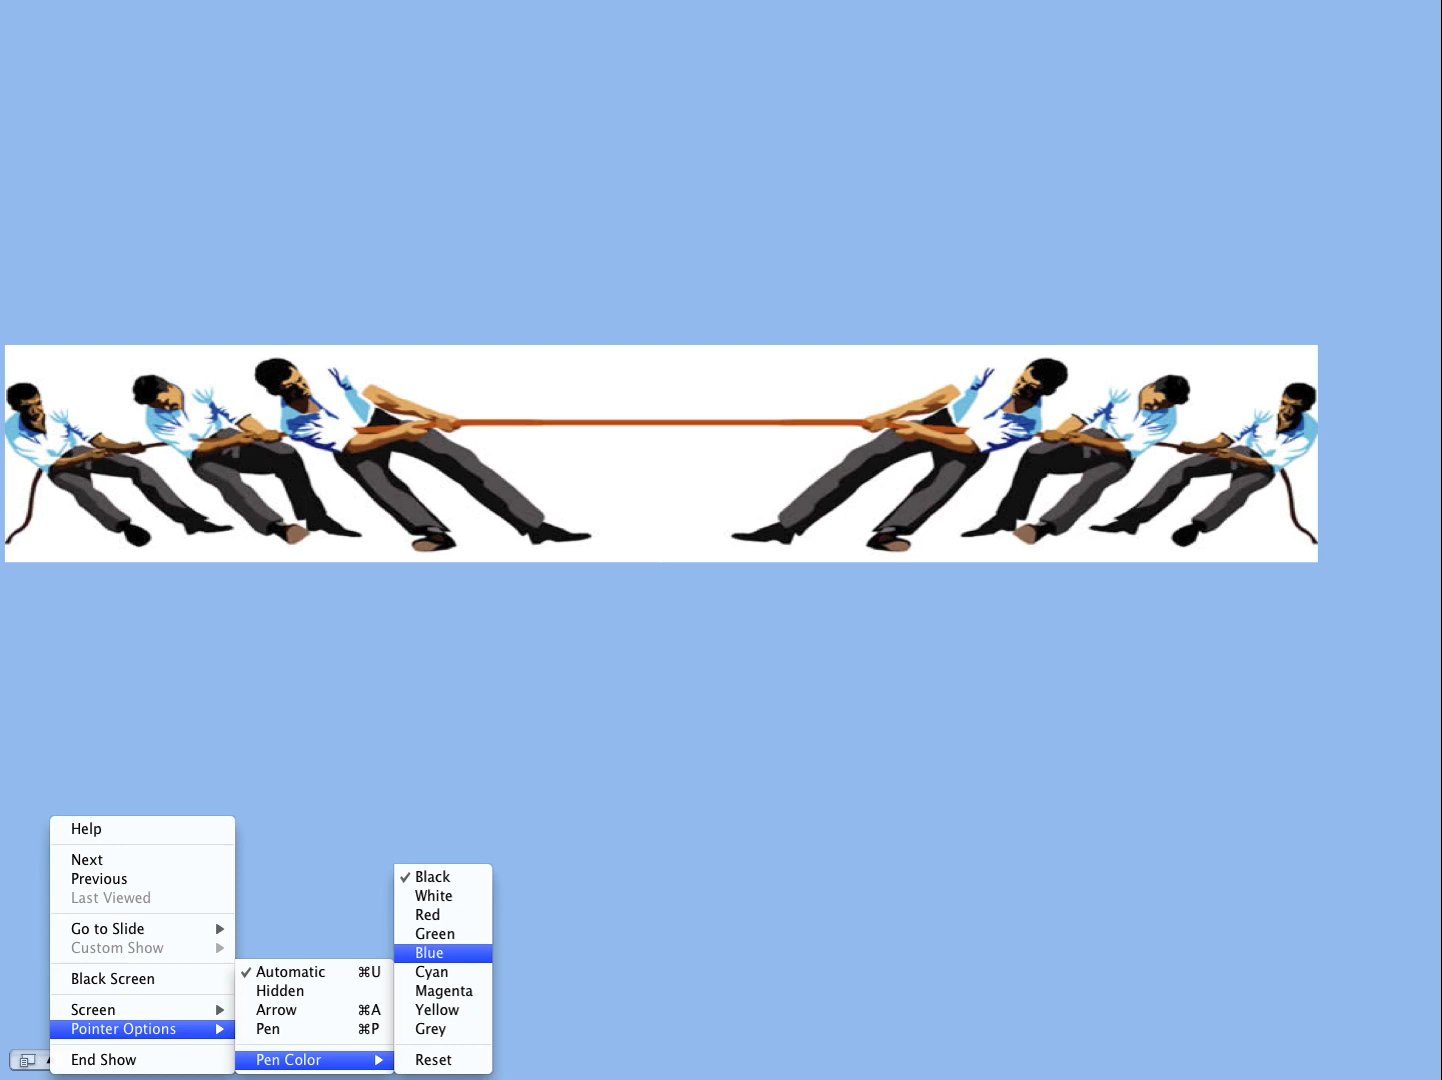 Help
Next
Previous
Last Viewed
Go to Slide
Custom Show
Black Screen
Screen
Pointer Options
End Show
Automatic ⌘U
Hidden
Arrow ⌘A
Pen ⌘P
Pen Color
Black
White
Red
Green
Blue
Cyan
Magenta
Yellow
Grey
Reset